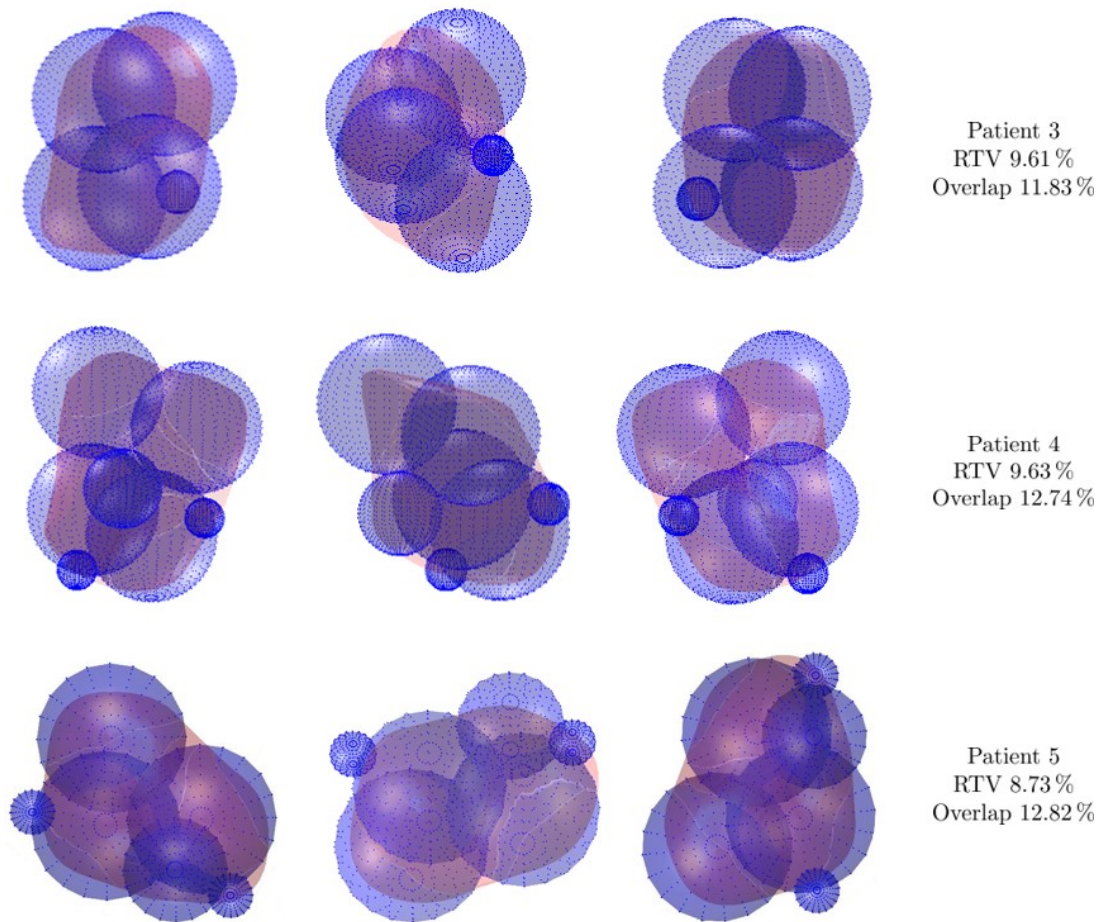 Patient 3
RTV 9.61 %
Overlap 11.83 %
Patient 4
RTV 9.63 %
Overlap 12.74 %
Patient 5
RTV 8.73 %
Overlap 12.82 %